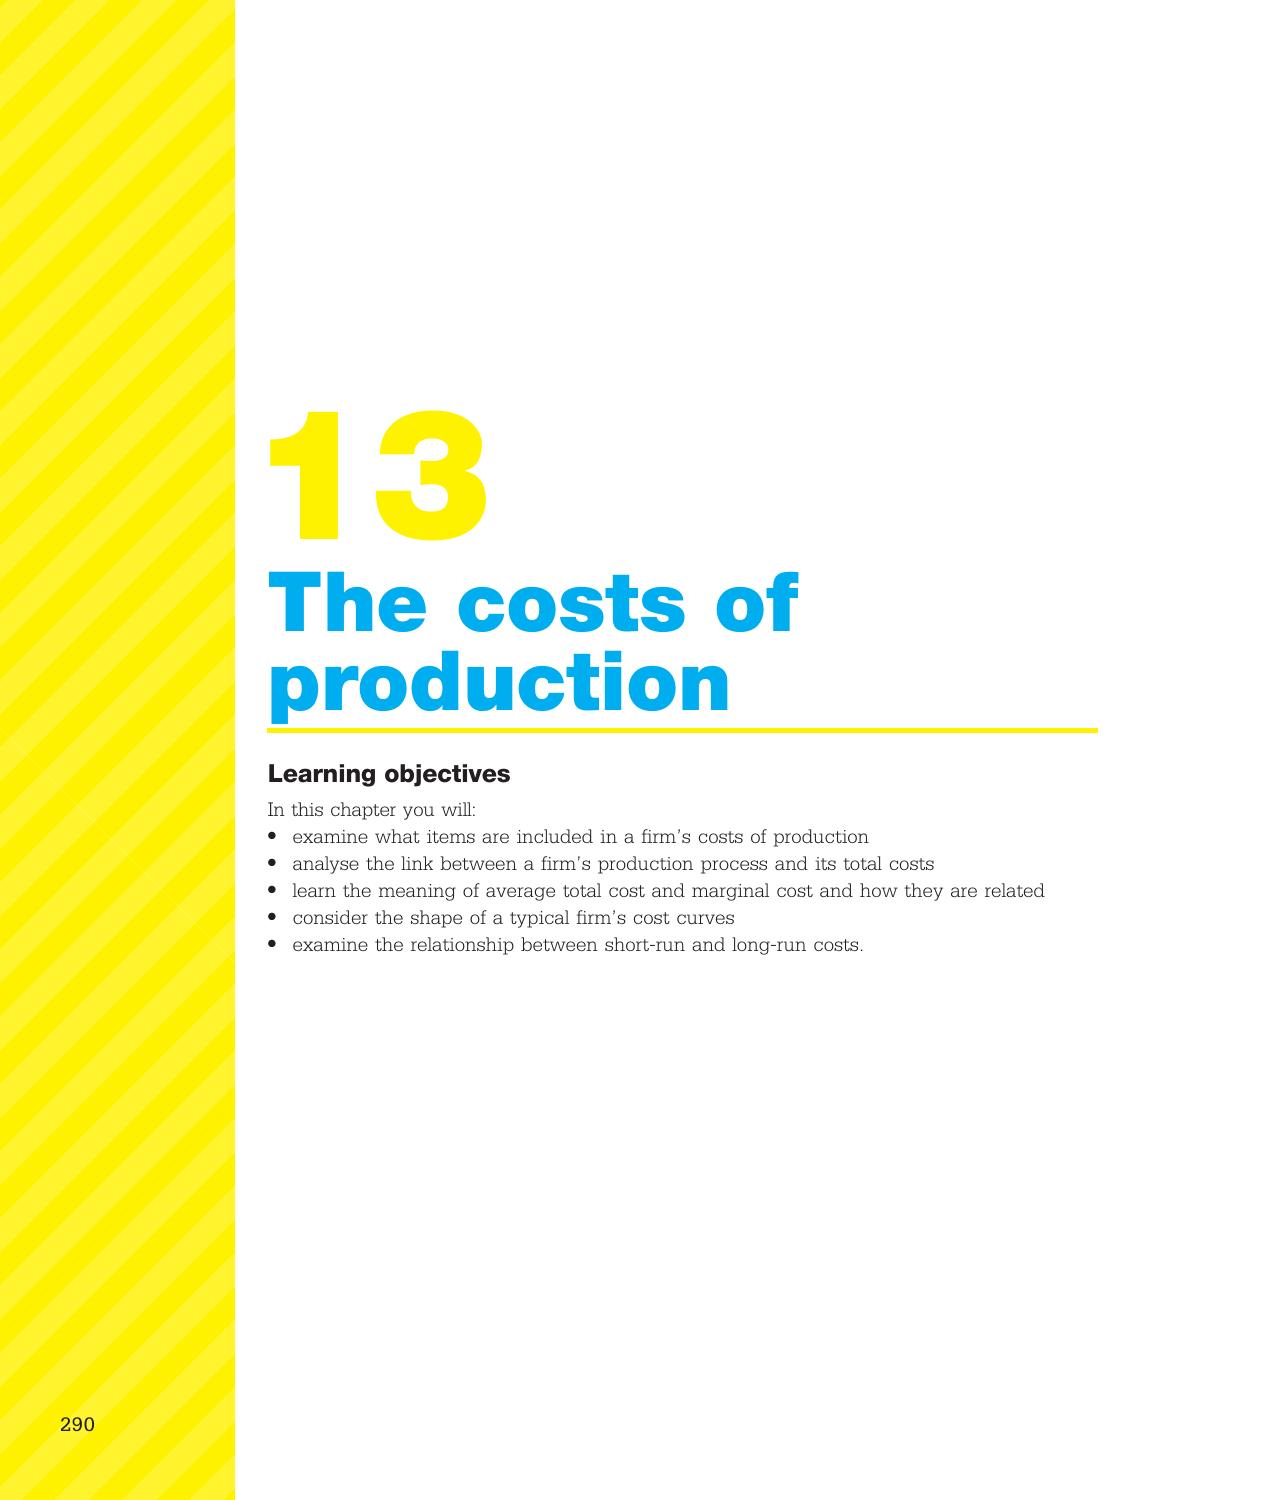 13
The costs of
production
Learning objectives
In this chapter you will:
• examine what items are included in a firm's costs of production
• analyse the link between a firm's production process and its total costs
• learn the meaning of average total cost and marginal cost and how they are related
• consider the shape of a typical firm's cost curves
• examine the relationship between short-run and long-run costs.
290